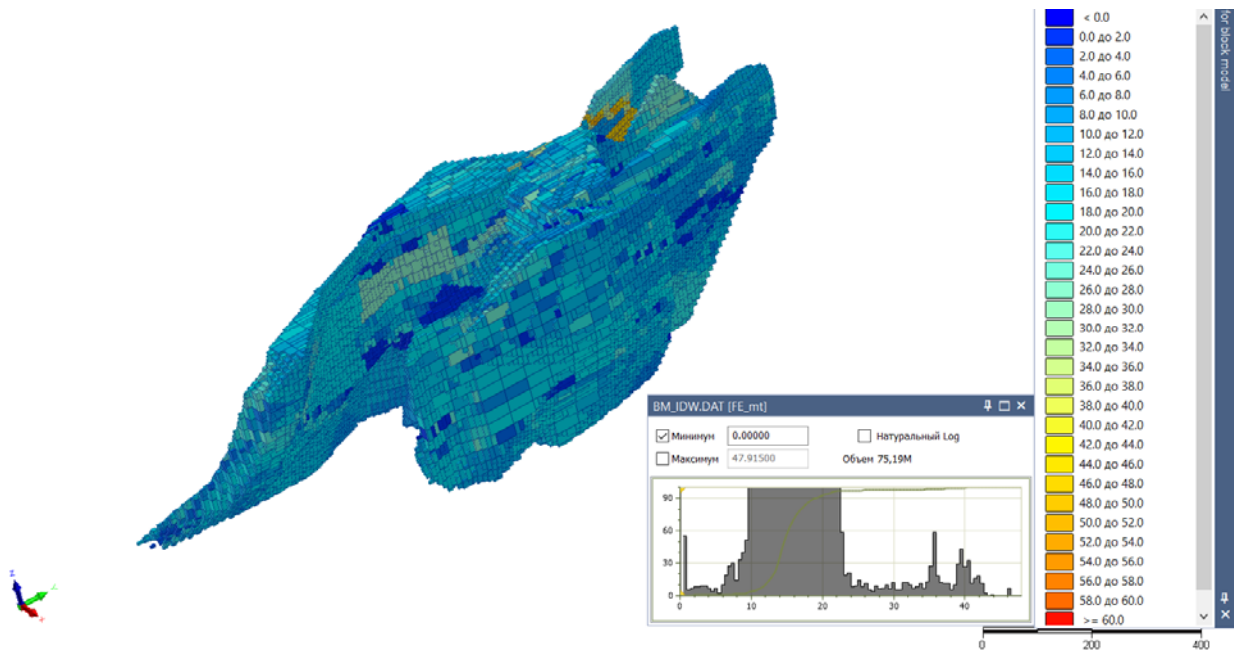 < 0.0
0.0 до 2.0
2.0 до 4.0
4.0 до 6.0
6.0 до 8.0
8.0 до 10.0
10.0 до 12.0
12.0 до 14.0
14.0 до 16.0
16.0 до 18.0
18.0 до 20.0
20.0 до 22.0
22.0 до 24.0
24.0 до 26.0
26.0 до 28.0
28.0 до 30.0
30.0 до 32.0
32.0 до 34.0
34.0 до 36.0
36.0 до 38.0
38.0 до 40.0
40.0 до 42.0
42.0 до 44.0
44.0 до 46.0
46.0 до 48.0
48.0 до 50.0
50.0 до 52.0
52.0 до 54.0
54.0 до 56.0
56.0 до 58.0
58.0 до 60.0
>= 60.0
for block model
BM_IDW.DAT [FE_mt]
Минимун 0.00000 Натуральный Log
Максимун 47.91500 Объем 75,19М
90
60
30
0
0 10 20 30 40
0 200 400